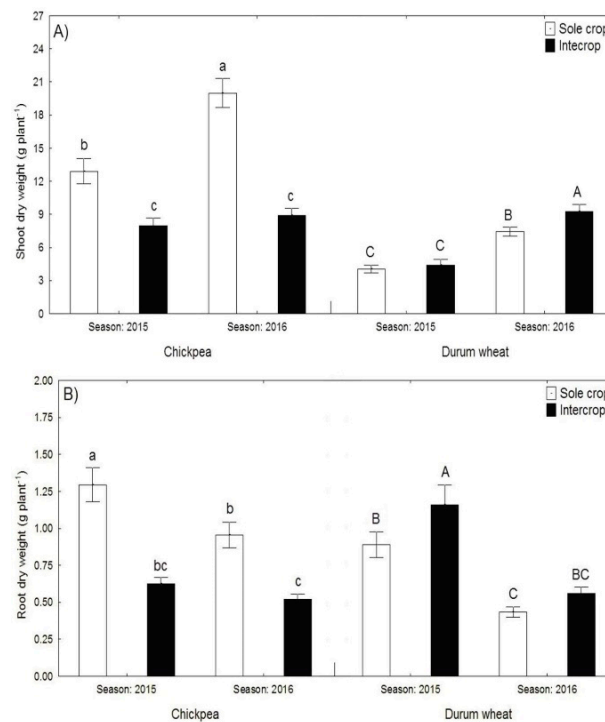 A)
Sole crop
Intecrop
Shoot dry weight (g plant⁻¹)
27
24
21
18
15
12
9
6
3
0
b
c
a
c
C
C
B
A
Season: 2015
Season: 2016
Season: 2015
Season: 2016
Chickpea
Durum wheat
B)
Sole crop
Intercrop
Root dry weight (g plant⁻¹)
2.00
1.75
1.50
1.25
1.00
0.75
0.50
0.25
0.00
a
bc
b
c
B
A
C
BC
Season: 2015
Season: 2016
Season: 2015
Season: 2016
Chickpea
Durum wheat